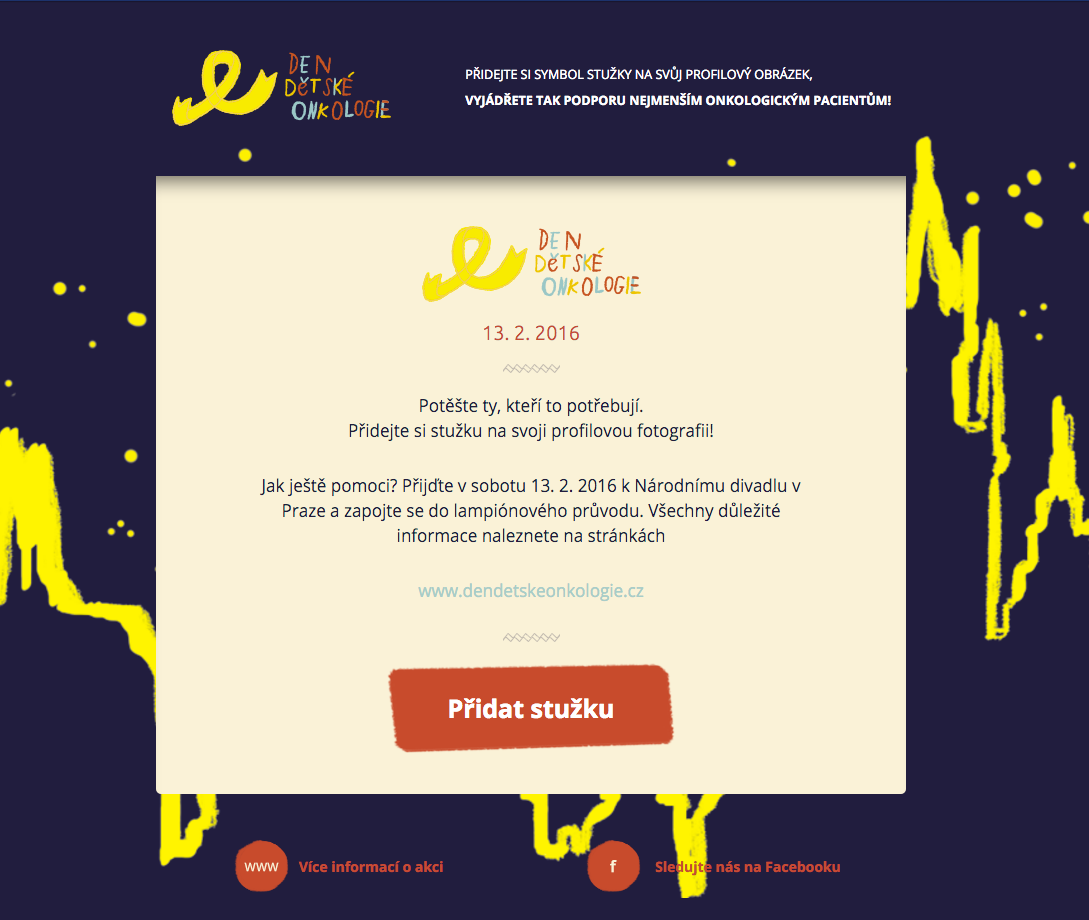 DEN
DĚTSKÉ
ONKOLOGIE
PŘIDEJTE SI SYMBOL STUŽKY NA SVŮJ PROFILOVÝ OBRÁZEK,
VYJÁDŘETE TAK PODPORU NEJMENŠÍM ONKOLOGICKÝM PACIENTŮM!
DEN
DĚTSKÉ
ONKOLOGIE
13. 2. 2016
Potěšte ty, kteří to potřebují.
Přidejte si stužku na svoji profilovou fotografii!
Jak ještě pomoci? Přijďte v sobotu 13. 2. 2016 k Národnímu divadlu v
Praze a zapojte se do lampiónového průvodu. Všechny důležité
informace naleznete na stránkách
www.dendetskeonkologie.cz
Přidat stužku
www Více informací o akci
f Sledujte nás na Facebooku